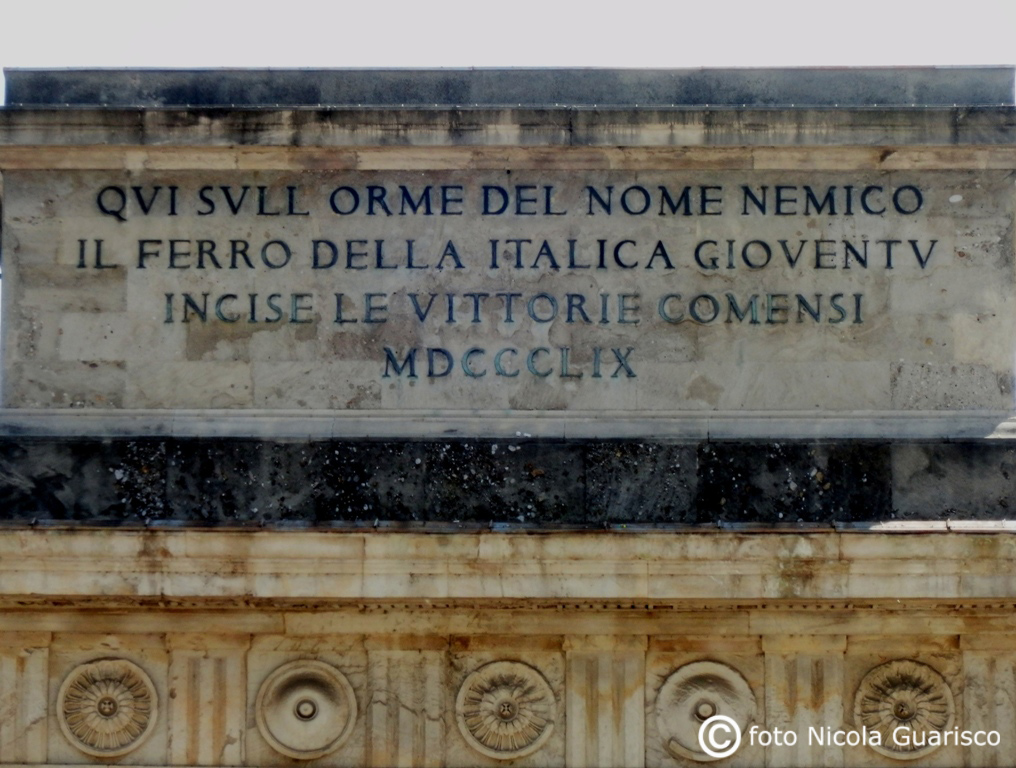 QVI SVLL ORME DEL NOME NEMICO
IL FERRO DELLA ITALICA GIOVENTV
INCISE LE VITTORIE COMENSI
MDCCCLIX
© foto Nicola Guarisco